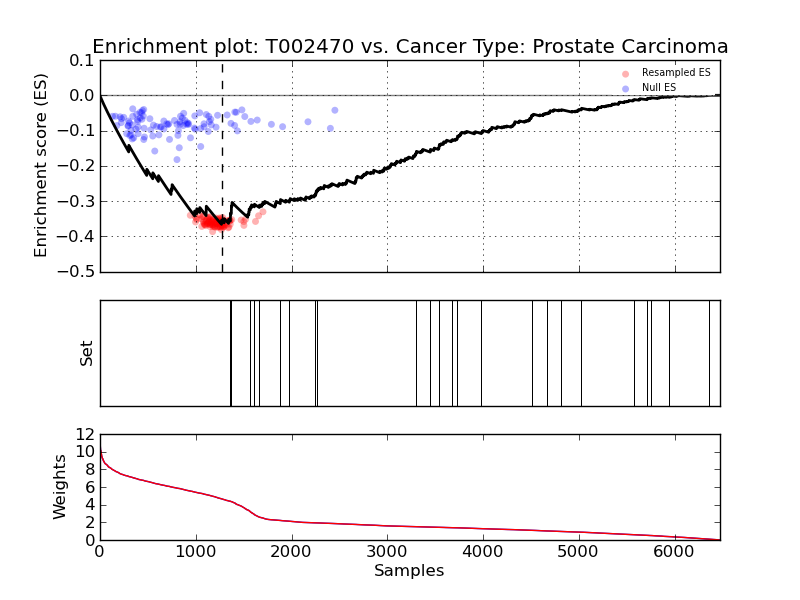 Enrichment plot: T002470 vs. Cancer Type: Prostate Carcinoma
Enrichment score (ES)
0.1
0.0
−0.1
−0.2
−0.3
−0.4
−0.5
Resampled ES
Null ES
Set
Weights
12
10
8
6
4
2
0
0 1000 2000 3000 4000 5000 6000
Samples